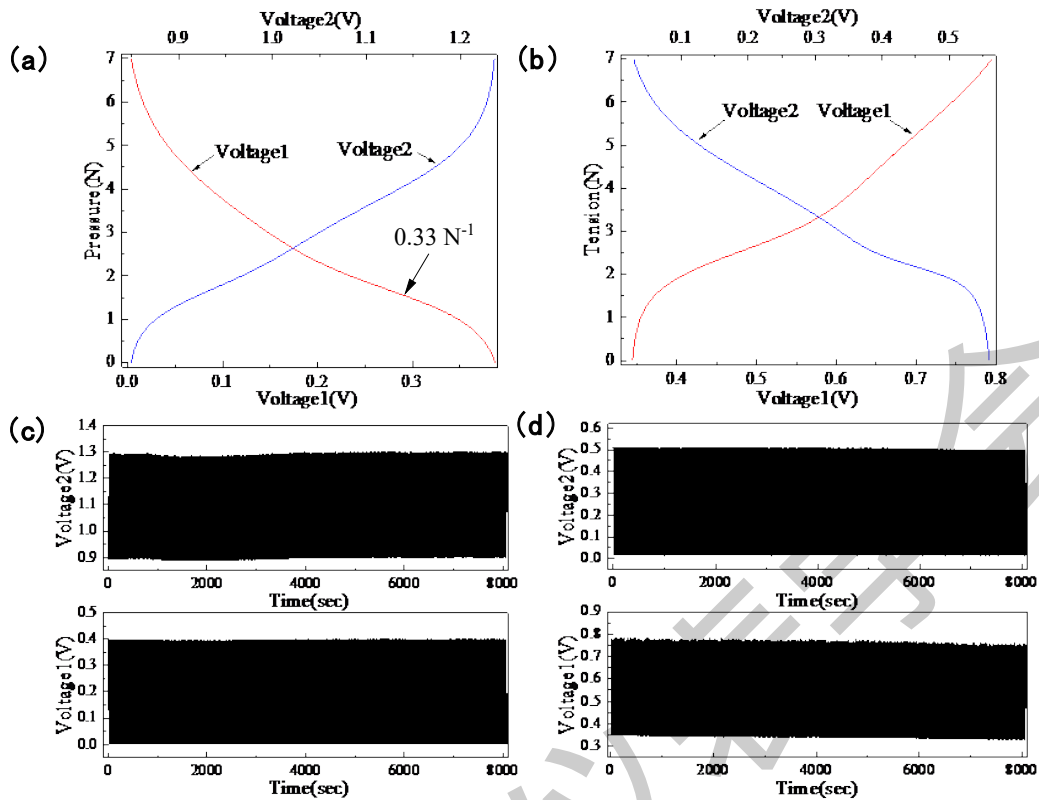 Voltage2(V)
0.9 1.0 1.1 1.2
(a)
7
6
5
4
3
2
1
0
Pressure(N)
Voltage1
Voltage2
0.33 N-1
0.0 0.1 0.2 0.3
Voltage1(V)
Voltage2(V)
0.1 0.2 0.3 0.4 0.5
(b)
7
6
5
4
3
2
1
0
Tension(N)
Voltage2
Voltage1
0.4 0.5 0.6 0.7 0.8
Voltage1(V)
(c)
1.4
1.3
1.2
1.1
1.0
0.9
Voltage2(V)
0 2000 4000 6000 8000
Time(sec)
0.5
0.4
0.3
0.2
0.1
0.0
Voltage1(V)
0 2000 4000 6000 8000
Time(sec)
(d)
0.6
0.5
0.4
0.3
0.2
0.1
0.0
Voltage2(V)
0 2000 4000 6000 8000
Time(sec)
0.9
0.8
0.7
0.6
0.5
0.4
0.3
Voltage1(V)
0 2000 4000 6000 8000
Time(sec)